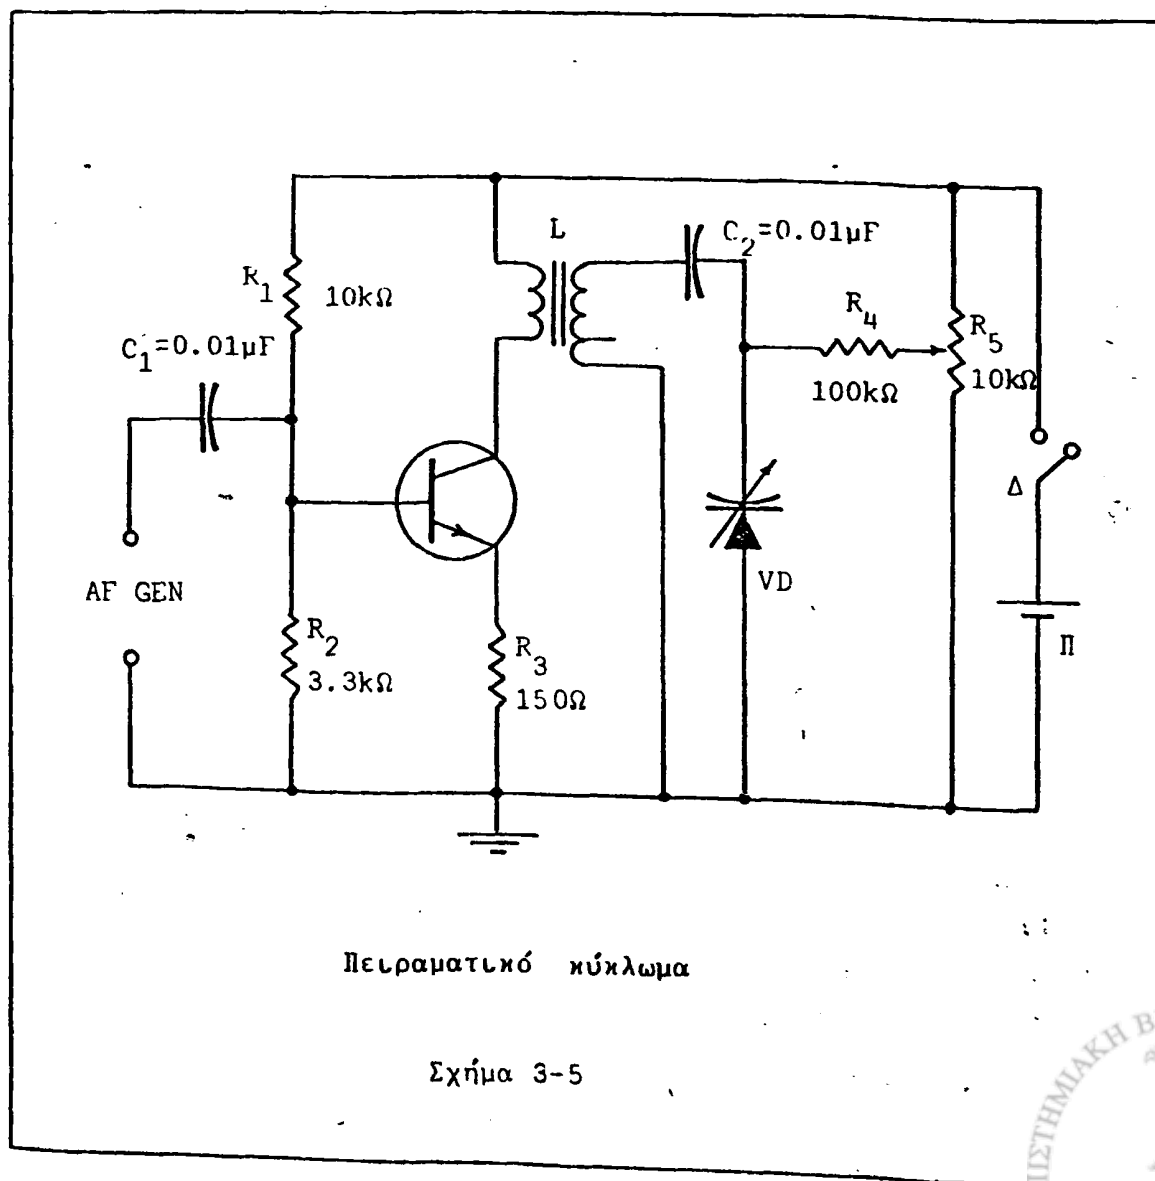 L
C2=0.01μF
R1
10kΩ
R4
R5
C1=0.01μF
100kΩ
10kΩ
Δ
AF GEN
VD
R2
R3
Π
3.3kΩ
150Ω
Πειραματικό κύκλωμα
Σχήμα 3-5